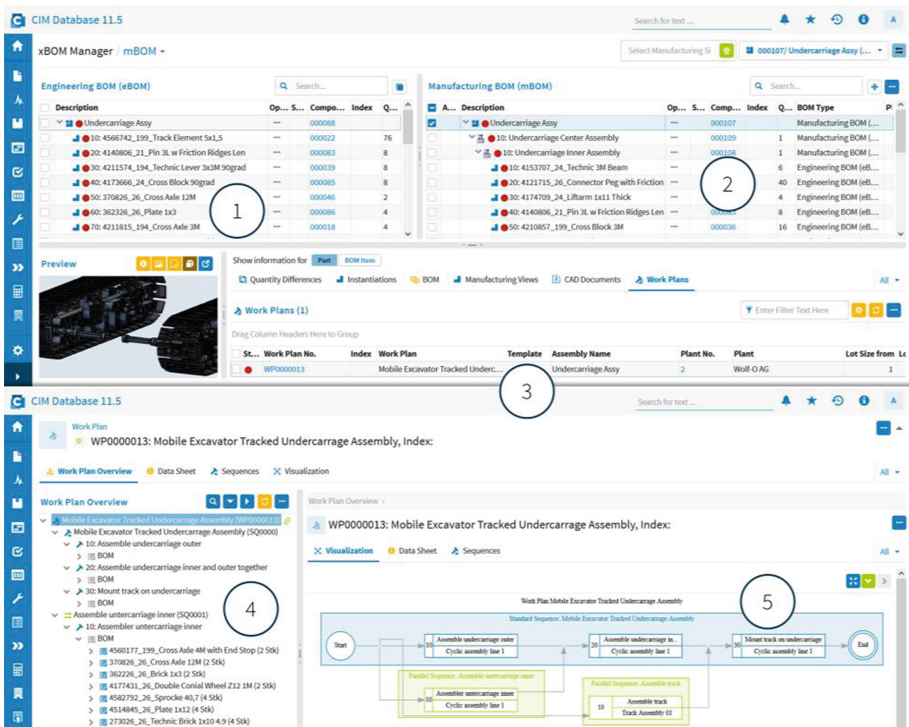 CIM Database 11.5
Search for text ...
A
xBOM Manager / mBOM
Select Manufacturing Si
000107/ Undercarriage Assy (...
Engineering BOM (eBOM)
Search...
Description Op... S... Compo... Index Q...
Undercarriage Assy --- 000088
10: 4566742_199_Track Element 5x1,5 --- 000022 76
20: 4140806_21_Pin 3L w Friction Ridges Len --- 000083 8
30: 4211574_194_Technic Lever 3x3M 90grad --- 000039 8
40: 4173666_24_Cross Block 90grad --- 000085 8
50: 370826_26_Cross Axle 12M --- 000046 2
60: 362326_26_Plate 1x3 --- 000086 4
70: 4211815_194_Cross Axle 3M --- 000018 4
1
Manufacturing BOM (mBOM)
Search...
A... Description Op... S... Comp... Index Q... BOM Type
Undercarriage Assy --- 000107 Manufacturing BOM (...
10: Undercarriage Center Assembly --- 000109 1 Manufacturing BOM (...
10: Undercarriage Inner Assembly --- 000108 1 Manufacturing BOM (...
10: 4153707_24_Technic 3M Beam --- 6 Engineering BOM (eB...
20: 4121715_26_Connector Peg with Friction --- 40 Engineering BOM (eB...
30: 4174709_24_Liftarm 1x11 Thick --- 4 Engineering BOM (eB...
40: 4140806_21_Pin 3L w Friction Ridges Len --- 8 Engineering BOM (eB...
50: 4210857_199_Cross Block 3M --- 000036 16 Engineering BOM (eB...
2
Preview
Show information for Part BOM Item
Quantity Differences Instantiations BOM Manufacturing Views CAD Documents Work Plans All
Work Plans (1)
Enter Filter Text Here
Drag Column Headers Here to Group
St... Work Plan No. Index Work Plan Template Assembly Name Plant No. Plant Lot Size from Lo
WP0000013 Mobile Excavator Tracked Underc... Undercarriage Assy 2 Wolf-O AG 1
3
CIM Database 11.5
Search for text ...
A
Work Plan
WP0000013: Mobile Excavator Tracked Undercarrage Assembly, Index:
Work Plan Overview Data Sheet Sequences Visualization All
Work Plan Overview
Mobile Excavator Tracked Undercarrage Assembly (WP0000013)
Mobile Excavator Tracked Undercarrage Assembly (SQ0000)
10: Assemble undercarriage outer
BOM
20: Assemble undercarriage inner and outer together
BOM
30: Mount track on undercarriage
BOM
Assemble untercarriage inner (SQ0001)
10: Assembler untercarriage inner
BOM
4560177_199_Cross Axle 4M with End Stop (2 Stk)
370826_26_Cross Axle 12M (2 Stk)
362226_26_Brick 1x3 (2 Stk)
4177431_26_Double Conial Wheel Z12 1M (2 Stk)
4582792_26_Sprocke 40,7 (4 Stk)
4514845_26_Plate 1x12 (4 Stk)
273026_26_Technic Brick 1x10 4.9 (4 Stk)
4
Work Plan Overview >
WP0000013: Mobile Excavator Tracked Undercarrage Assembly, Index:
Visualization Data Sheet Sequences All
5
Work Plan Mobile Excavator Tracked Undercarrage Assembly
Standard Sequence: Mobile Excavator Tracked Undercarrage Assembly
Start
10 Assemble undercarriage outer
Cyclic assembly line 1
20 Assemble undercarriage in...
Cyclic assembly line 1
30 Mount track on undercarriage
Cyclic assembly line 1
End
Parallel-Sequence: Assemble untercarriage inner
10 Assembler untercarriage inner
Cyclic assembly line 1
Parallel-Sequence: Assemble track
10 Assemble track
Track Assembly 01